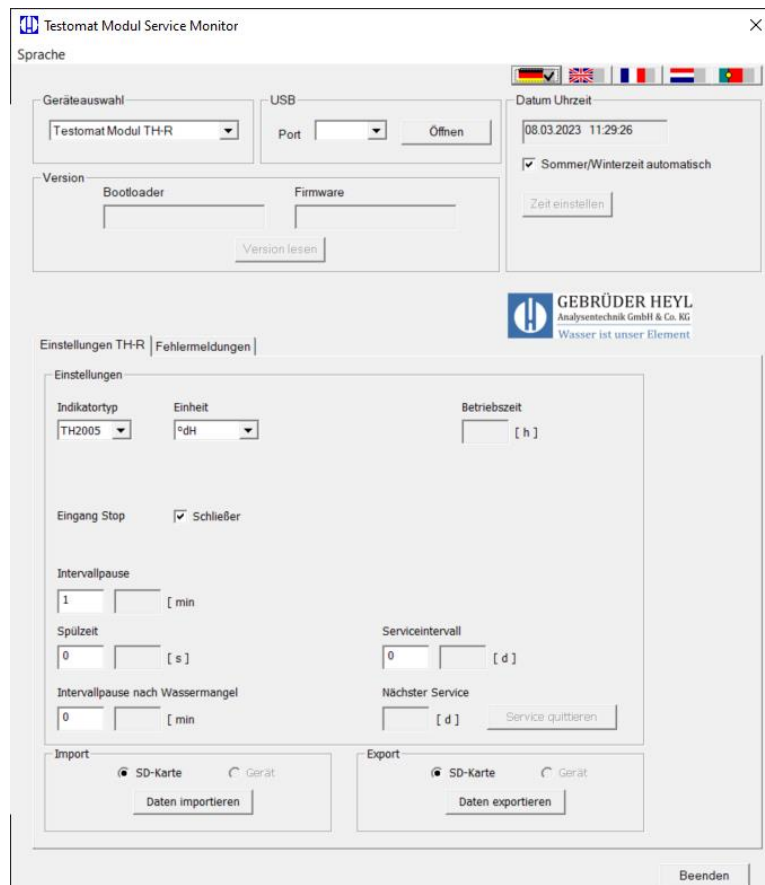 Testomat Modul Service Monitor
Sprache
Geräteauswahl
Testomat Modul TH-R
USB
Port
Öffnen
Datum Uhrzeit
08.03.2023 11:29:26
Sommer/Winterzeit automatisch
Zeit einstellen
Version
Bootloader
Firmware
Version lesen
GEBRÜDER HEYL
Analysentechnik GmbH & Co. KG
Wasser ist unser Element
Einstellungen TH-R
Fehlermeldungen
Einstellungen
Indikatortyp
Einheit
Betriebszeit
TH2005
°dH
[ h ]
Eingang Stop
Schließer
Intervallpause
1
[ min
Spülzeit
0
[ s ]
Serviceintervall
0
[ d ]
Intervallpause nach Wassermangel
0
[ min
Nächster Service
[ d ]
Service quittieren
Import
SD-Karte
Gerät
Daten importieren
Export
SD-Karte
Gerät
Daten exportieren
Beenden